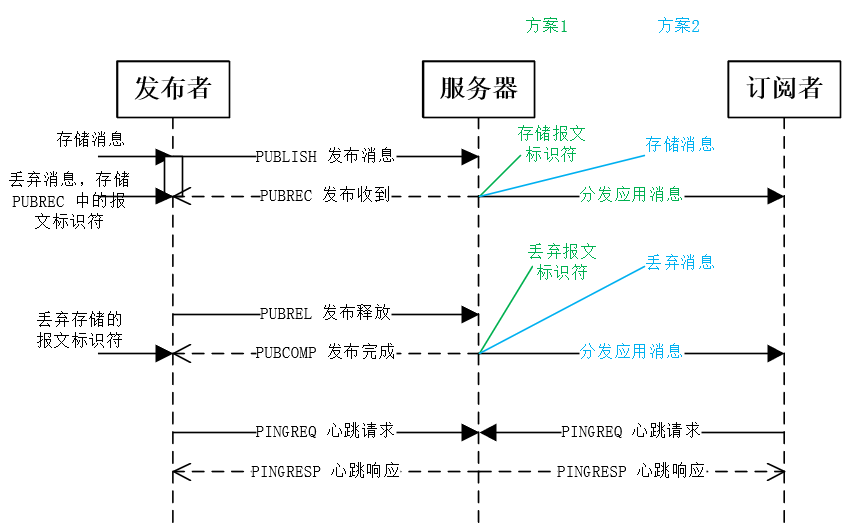 方案1 方案2
发布者 服务器 订阅者
存储消息
PUBLISH 发布消息
存储报文
标识符
存储消息
丢弃消息，存储
PUBREC 中的报
文标识符
PUBREC 发布收到
分发应用消息
丢弃报文
标识符
丢弃消息
PUBREL 发布释放
丢弃存储的
报文标识符
PUBCOMP 发布完成
分发应用消息
PINGREQ 心跳请求 PINGREQ 心跳请求
PINGRESP 心跳响应 PINGRESP 心跳响应